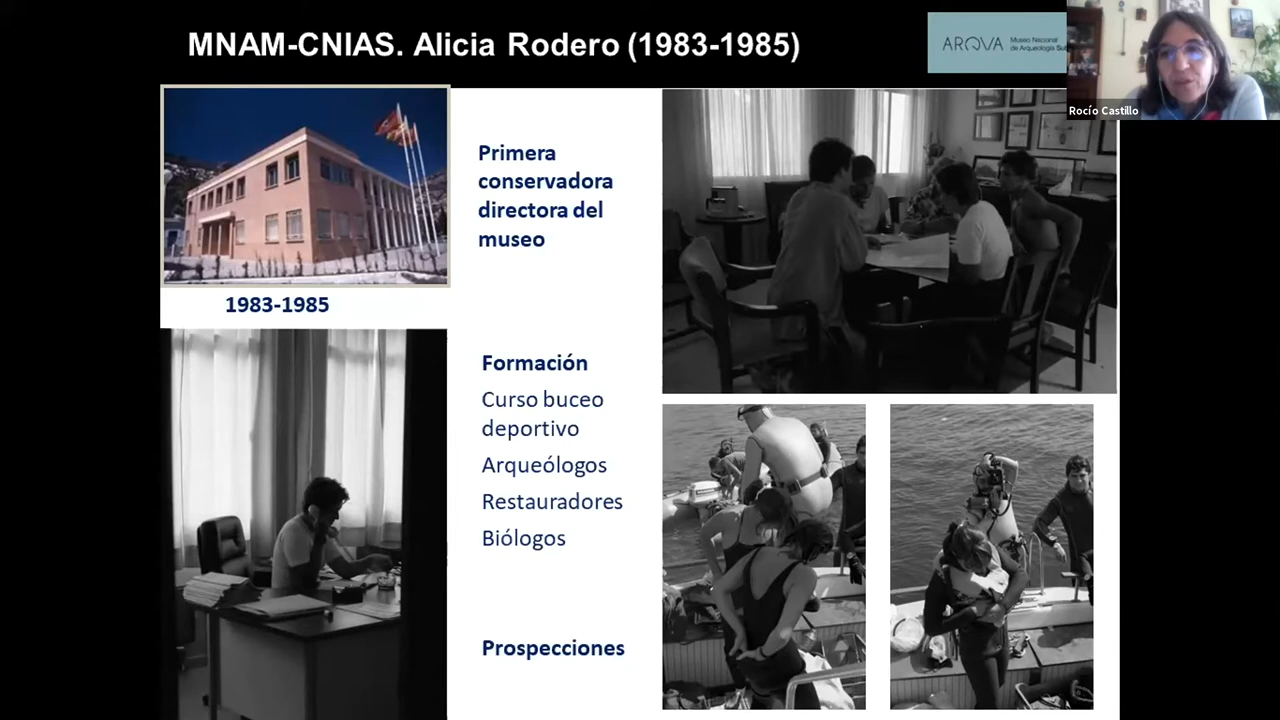 MNAM-CNIAS. Alicia Rodero (1983-1985)
ARQVA
Museo Nacional
de Arqueología
Rocío Castillo
Primera
conservadora
directora del
museo
1983-1985
Formación
Curso buceo
deportivo
Arqueólogos
Restauradores
Biólogos
Prospecciones